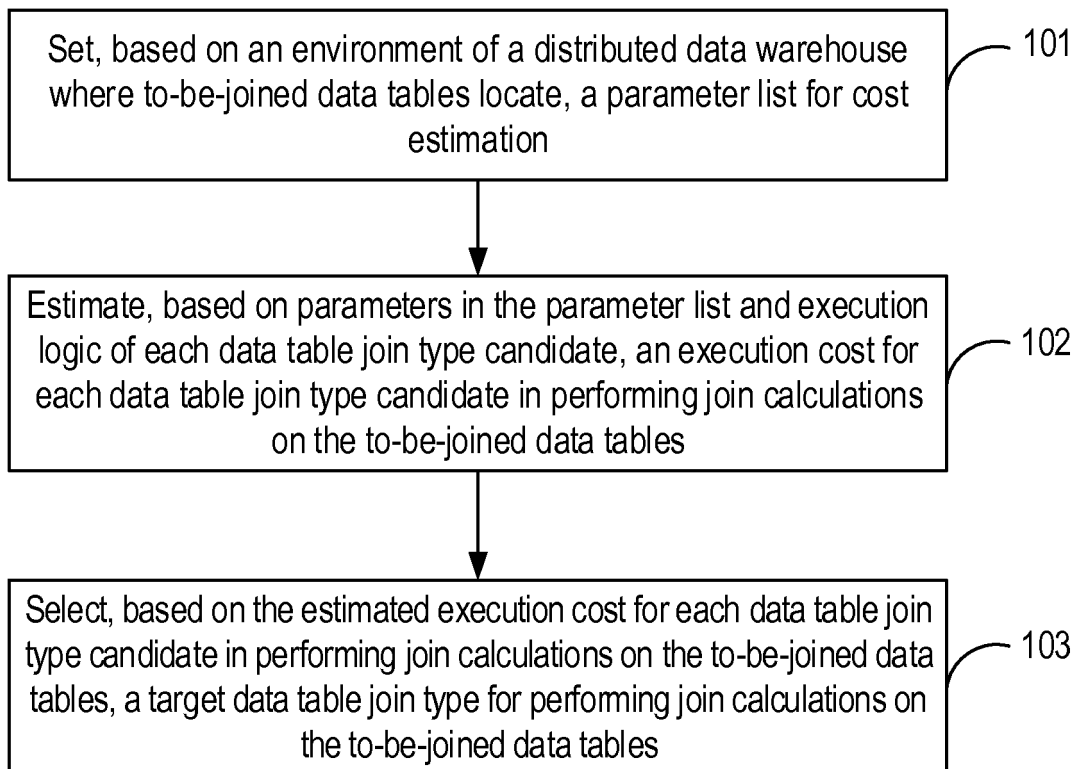 Set, based on an environment of a distributed data warehouse
where to-be-joined data tables locate, a parameter list for cost
estimation
101
Estimate, based on parameters in the parameter list and execution
logic of each data table join type candidate, an execution cost for
each data table join type candidate in performing join calculations
on the to-be-joined data tables
102
Select, based on the estimated execution cost for each data table join
type candidate in performing join calculations on the to-be-joined data
tables, a target data table join type for performing join calculations on
the to-be-joined data tables
103